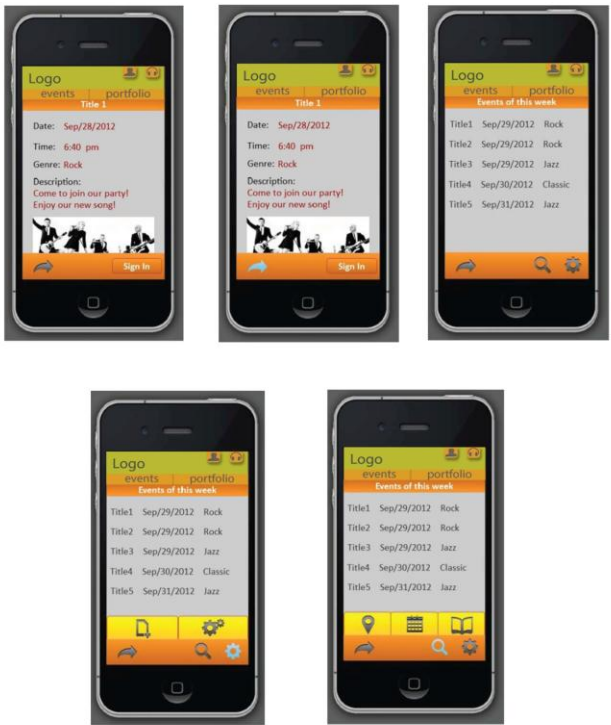 Logo
events portfolio
Title 1
Date: Sep/28/2012
Time: 6:40 pm
Genre: Rock
Description:
Come to join our party!
Enjoy our new song!
Sign In
Logo
events portfolio
Title 1
Date: Sep/28/2012
Time: 6:40 pm
Genre: Rock
Description:
Come to join our party!
Enjoy our new song!
Sign In
Logo
events portfolio
Events of this week
Title1 Sep/29/2012 Rock
Title2 Sep/29/2012 Rock
Title3 Sep/29/2012 Jazz
Title4 Sep/30/2012 Classic
Title5 Sep/31/2012 Jazz
Logo
events portfolio
Events of this week
Title1 Sep/29/2012 Rock
Title2 Sep/29/2012 Rock
Title3 Sep/29/2012 Jazz
Title4 Sep/30/2012 Classic
Title5 Sep/31/2012 Jazz
Logo
events portfolio
Events of this week
Title1 Sep/29/2012 Rock
Title2 Sep/29/2012 Rock
Title3 Sep/29/2012 Jazz
Title4 Sep/30/2012 Classic
Title5 Sep/31/2012 Jazz